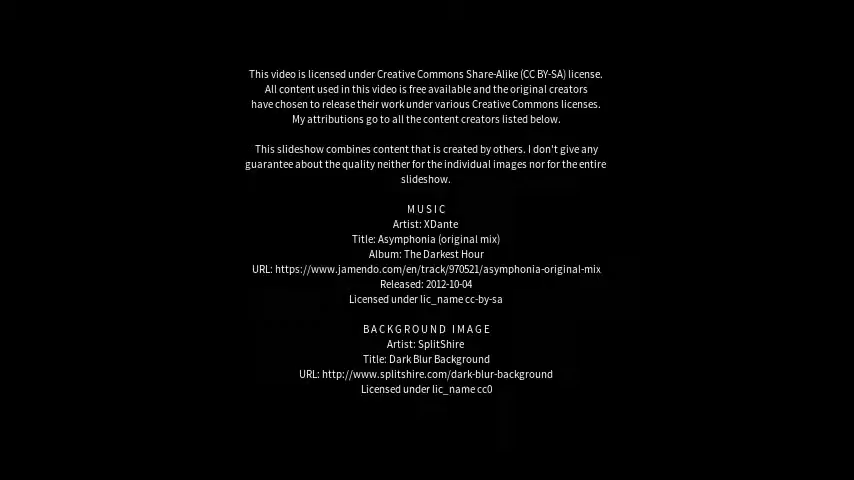 This video is licensed under Creative Commons Share-Alike (CC BY-SA) license.
All content used in this video is free available and the original creators
have chosen to release their work under various Creative Commons licenses.
My attributions go to all the content creators listed below.
This slideshow combines content that is created by others. I don't give any
guarantee about the quality neither for the individual images nor for the entire
slideshow.
MUSIC
Artist: XDante
Title: Asymphonia (original mix)
Album: The Darkest Hour
URL: https://www.jamendo.com/en/track/970521/asymphonia-original-mix
Released: 2012-10-04
Licensed under lic_name cc-by-sa
BACKGROUND IMAGE
Artist: SplitShire
Title: Dark Blur Background
URL: http://www.splitshire.com/dark-blur-background
Licensed under lic_name cc0